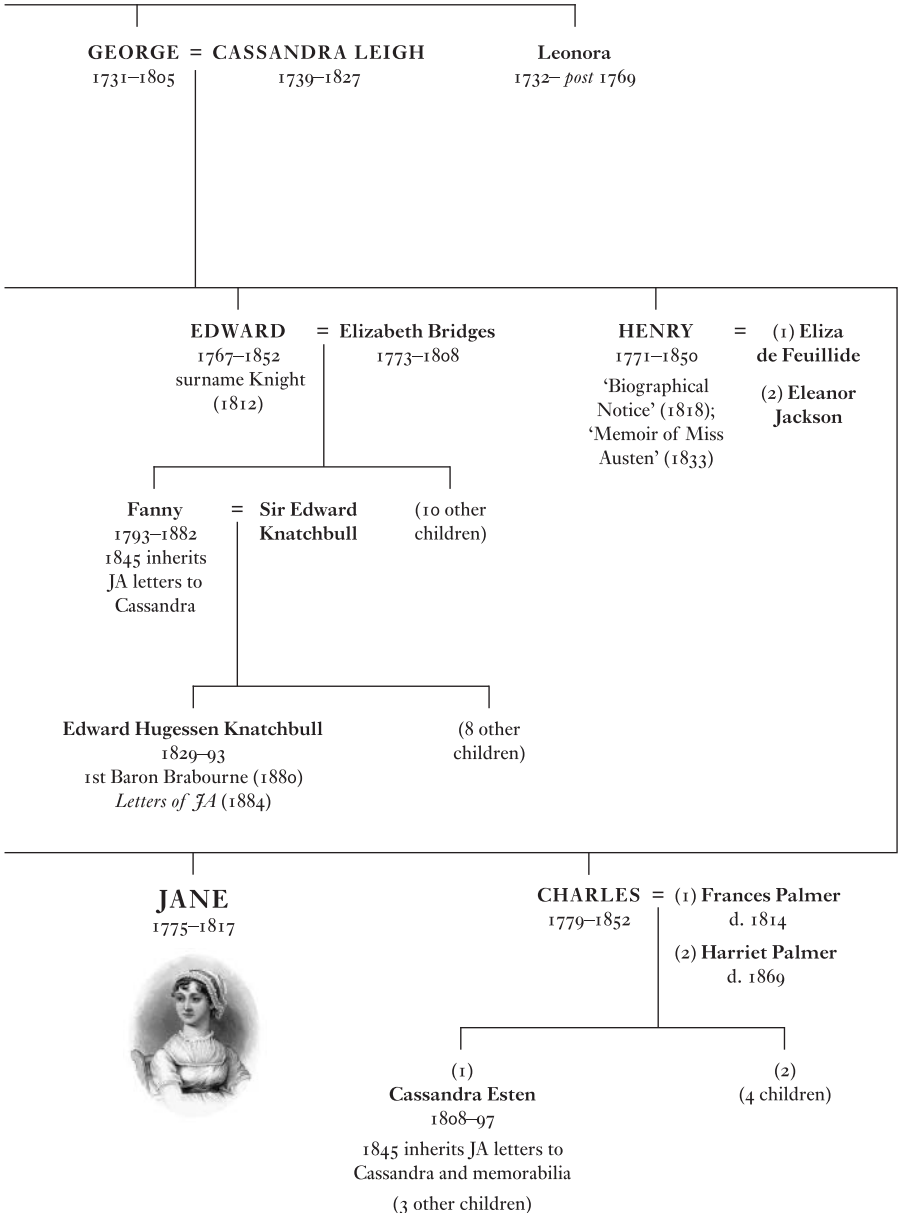 GEORGE = CASSANDRA LEIGH
1731–1805
1739–1827
Leonora
1732– post 1769
EDWARD = Elizabeth Bridges
1767–1852
surname Knight
(1812)
1773–1808
HENRY = (1) Eliza
de Feuillide
(2) Eleanor
Jackson
1771–1850
‘Biographical
Notice’ (1818);
‘Memoir of Miss
Austen’ (1833)
Fanny = Sir Edward
Knatchbull
1793–1882
1845 inherits
JA letters to
Cassandra
(10 other
children)
Edward Hugessen Knatchbull
1829–93
1st Baron Brabourne (1880)
Letters of JA (1884)
(8 other
children)
JANE
1775–1817
CHARLES = (1) Frances Palmer
1779–1852
d. 1814
(2) Harriet Palmer
d. 1869
(1)
Cassandra Esten
1808–97
1845 inherits JA letters to
Cassandra and memorabilia
(3 other children)
(2)
(4 children)